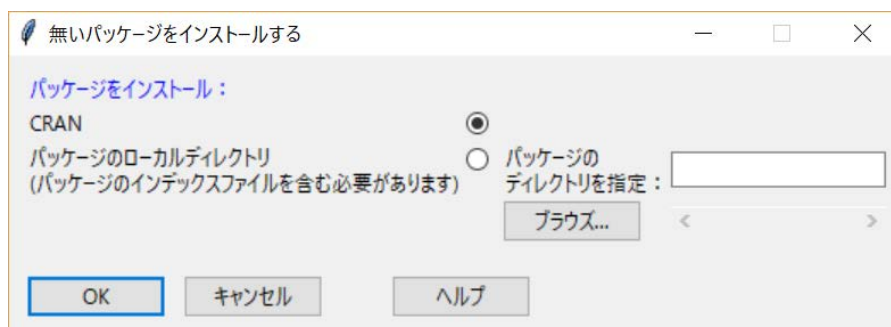 無いパッケージをインストールする
パッケージをインストール：
CRAN
パッケージのローカルディレクトリ
(パッケージのインデックスファイルを含む必要があります)
パッケージの
ディレクトリを指定：
ブラウズ...
OK
キャンセル
ヘルプ